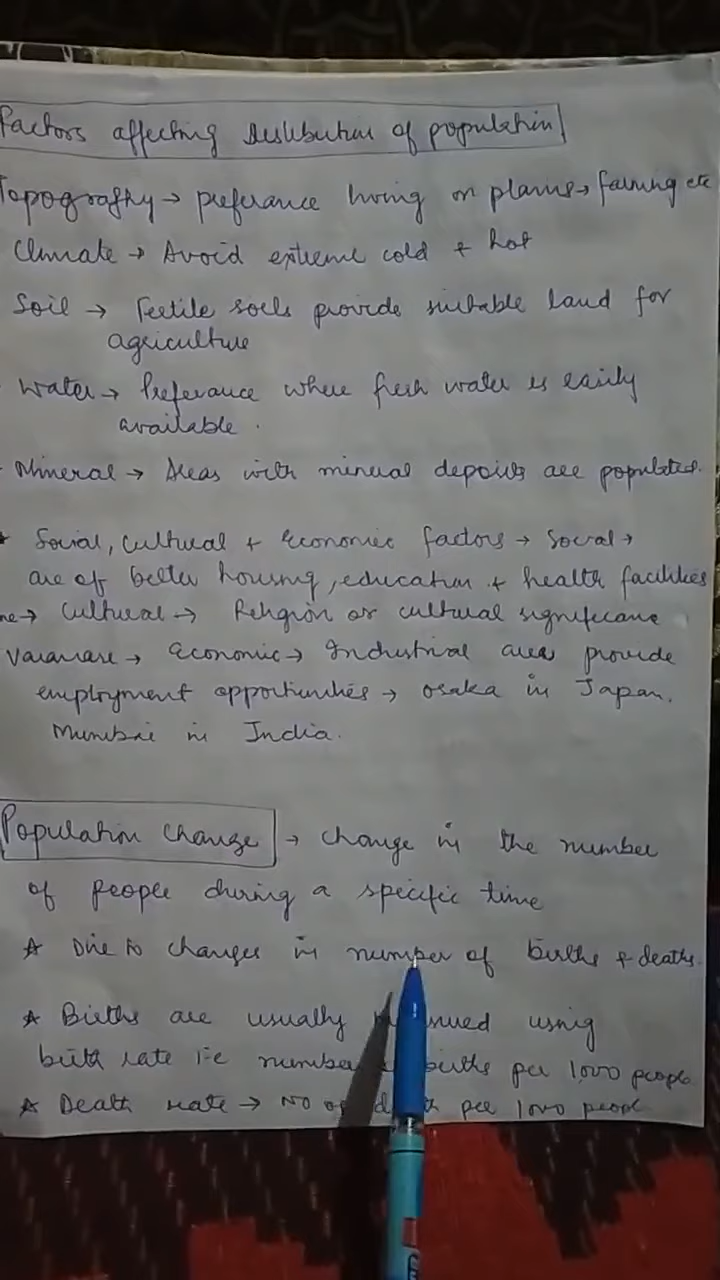 Factors affecting Distribution of population
Topography → preferance living on plains → farming etc
Climate → Avoid extreme cold + hot
Soil → Fertile soils provide suitable land for
agriculture
Water → Preferance where fresh water is easily
available.
Mineral → Areas with mineral deposits are populated.
Social, Cultural + Economic factors → Social →
are of better housing, education + health facilities
→ Cultural → Religion or cultural significane
→ Economic → Industrial area provide
employment opportunities → Osaka in Japan.
Mumbai in India.
Population Change → change in the number
of people during a specific time
★ Due to changes in number of births + deaths.
★ Births are usually using
birth rate i.e number births per 1,000 people
★ Death rate → No of per 1000 peopl